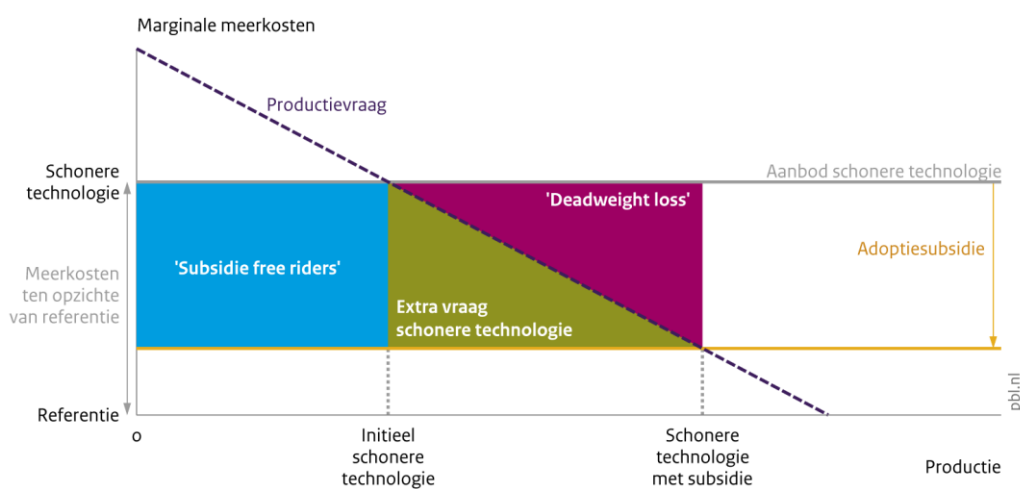 Marginale meerkosten
Productievraag
Schonere
technologie
Aanbod schonere technologie
'Deadweight loss'
Adoptiesubsidie
'Subsidie free riders'
Meerkosten
ten opzichte
van referentie
Extra vraag
schonere technologie
Referentie
pbl.nl
0
Initieel
schonere
technologie
Schonere
technologie
met subsidie
Productie